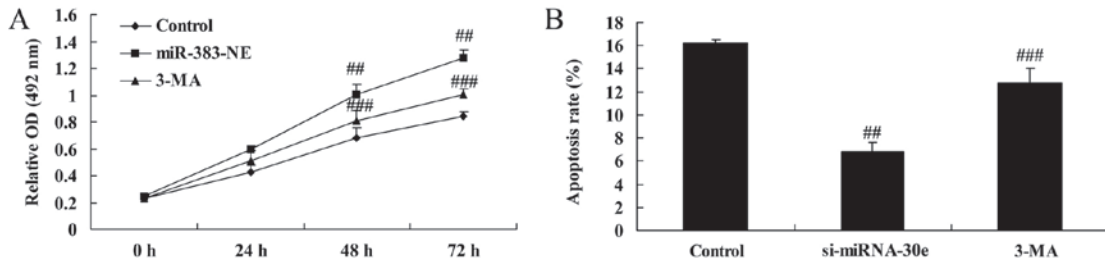 A
Relative OD (492 nm)
1.6
1.4
1.2
1
0.8
0.6
0.4
0.2
0
Control
miR-383-NE
3-MA
##
###
##
###
0 h 24 h 48 h 72 h
B
Apoptosis rate (%)
18
16
14
12
10
8
6
4
2
0
##
###
Control si-miRNA-30e 3-MA